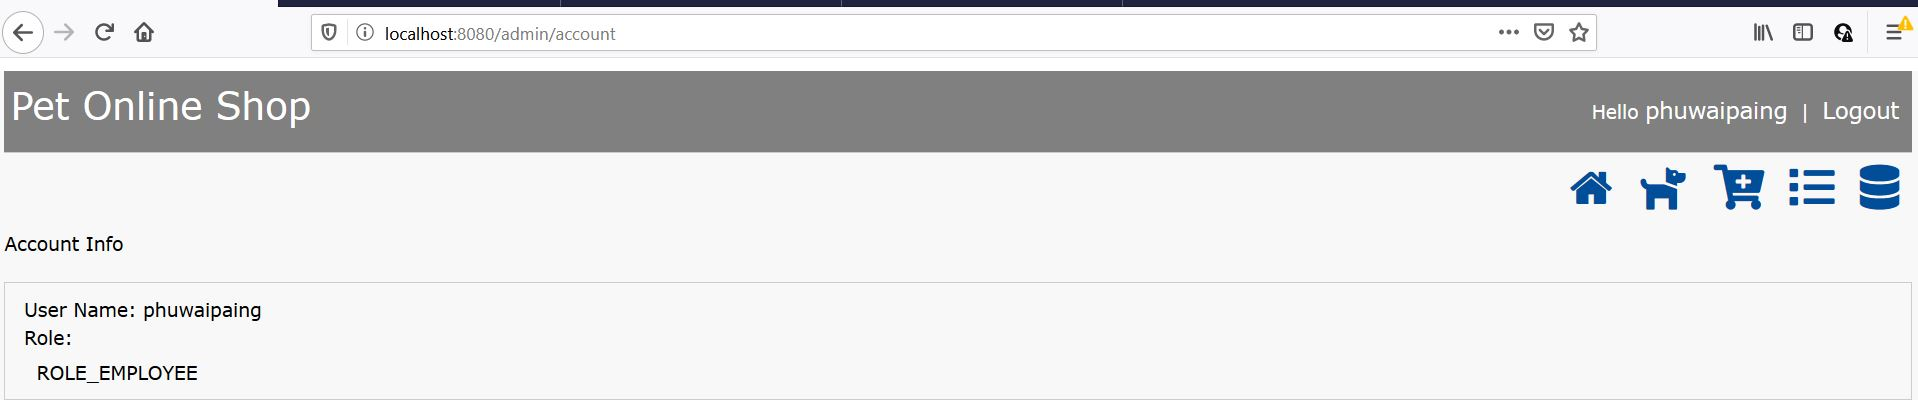 localhost:8080/admin/account
Pet Online Shop
Hello phuwaipaing | Logout
Account Info
User Name: phuwaipaing
Role:
ROLE_EMPLOYEE